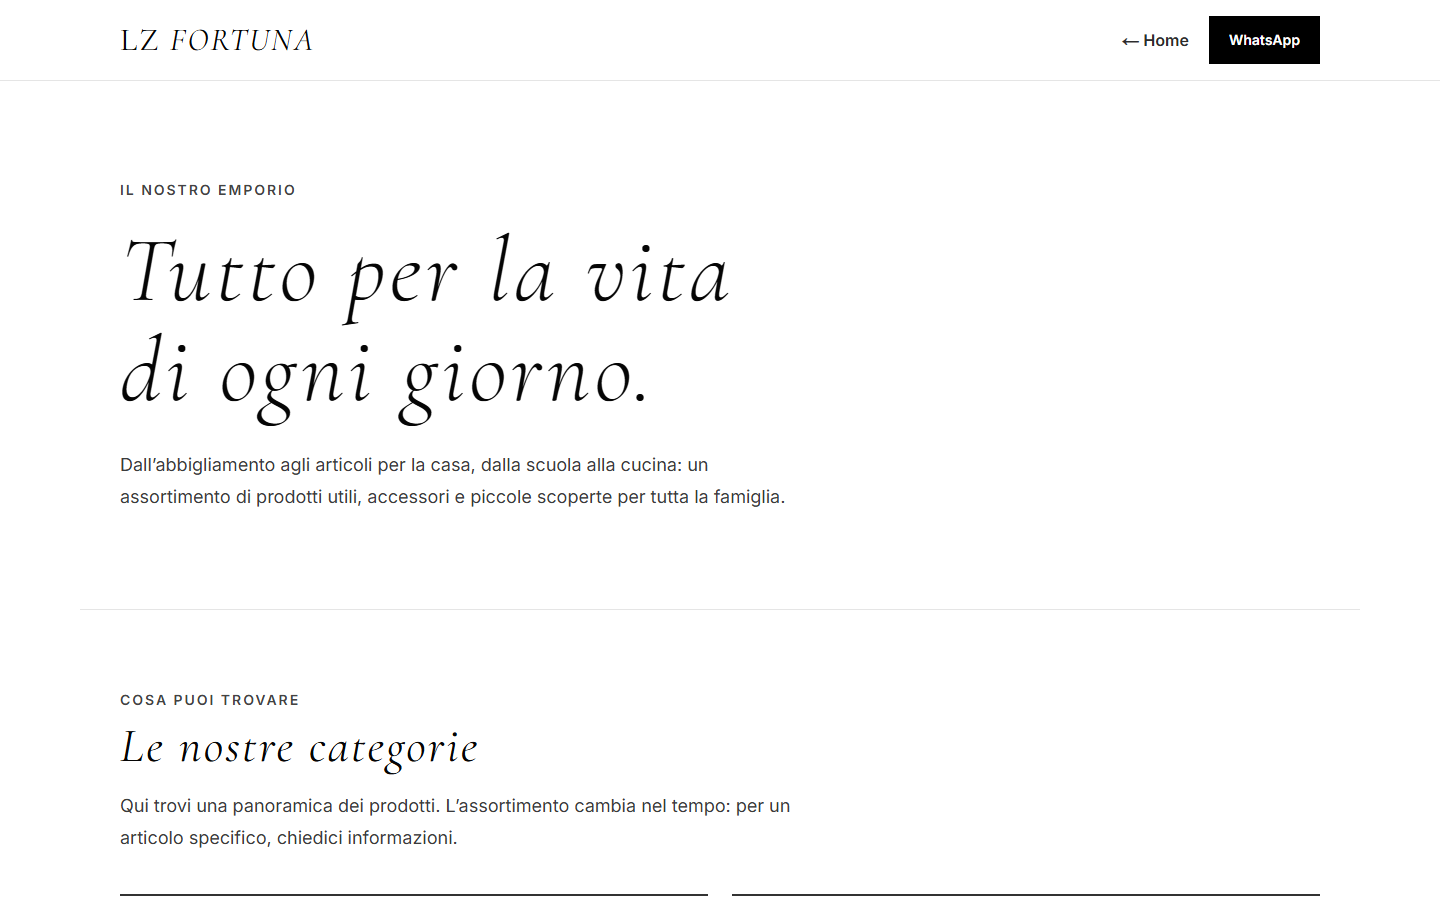 LZ FORTUNA
← Home
WhatsApp
IL NOSTRO EMPORIO
Tutto per la vita
di ogni giorno.
Dall’abbigliamento agli articoli per la casa, dalla scuola alla cucina: un
assortimento di prodotti utili, accessori e piccole scoperte per tutta la famiglia.
COSA PUOI TROVARE
Le nostre categorie
Qui trovi una panoramica dei prodotti. L’assortimento cambia nel tempo: per un
articolo specifico, chiedici informazioni.